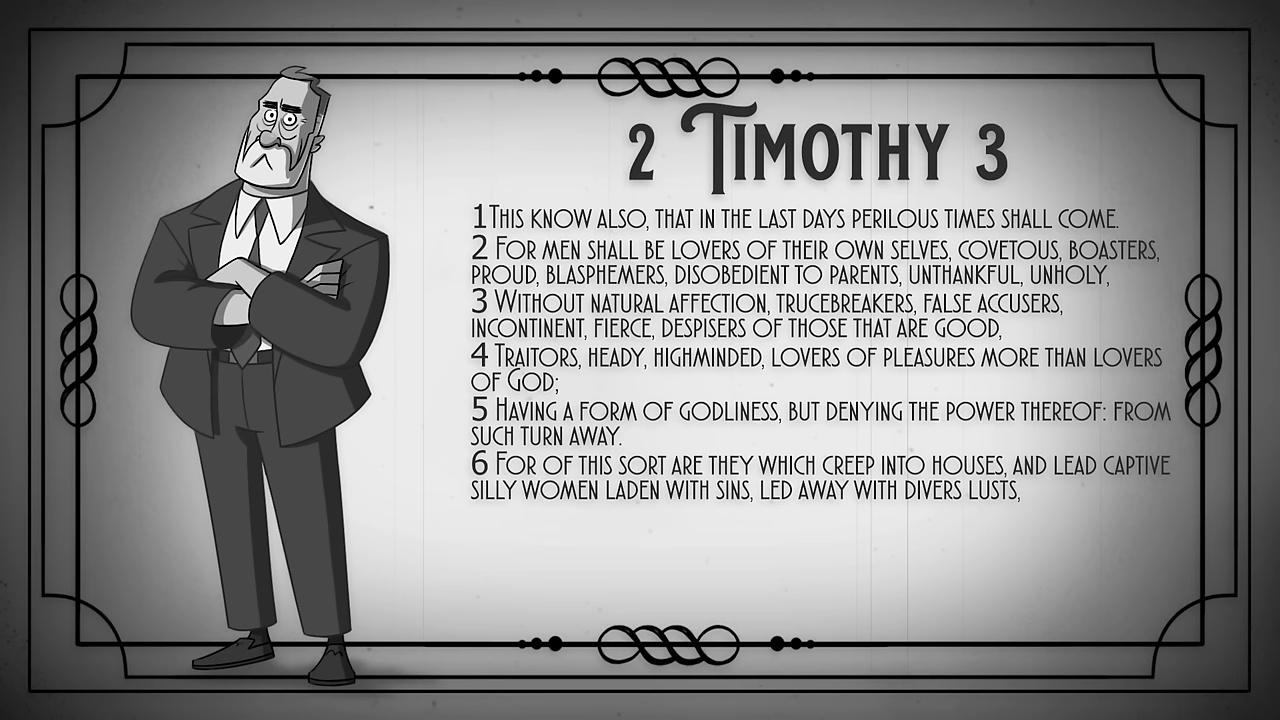 2 Timothy 3
1 This know also, that in the last days perilous times shall come.
2 For men shall be lovers of their own selves, covetous, boasters,
proud, blasphemers, disobedient to parents, unthankful, unholy,
3 Without natural affection, trucebreakers, false accusers,
incontinent, fierce, despisers of those that are good,
4 Traitors, heady, highminded, lovers of pleasures more than lovers
of God;
5 Having a form of godliness, but denying the power thereof: from
such turn away.
6 For of this sort are they which creep into houses, and lead captive
silly women laden with sins, led away with divers lusts,